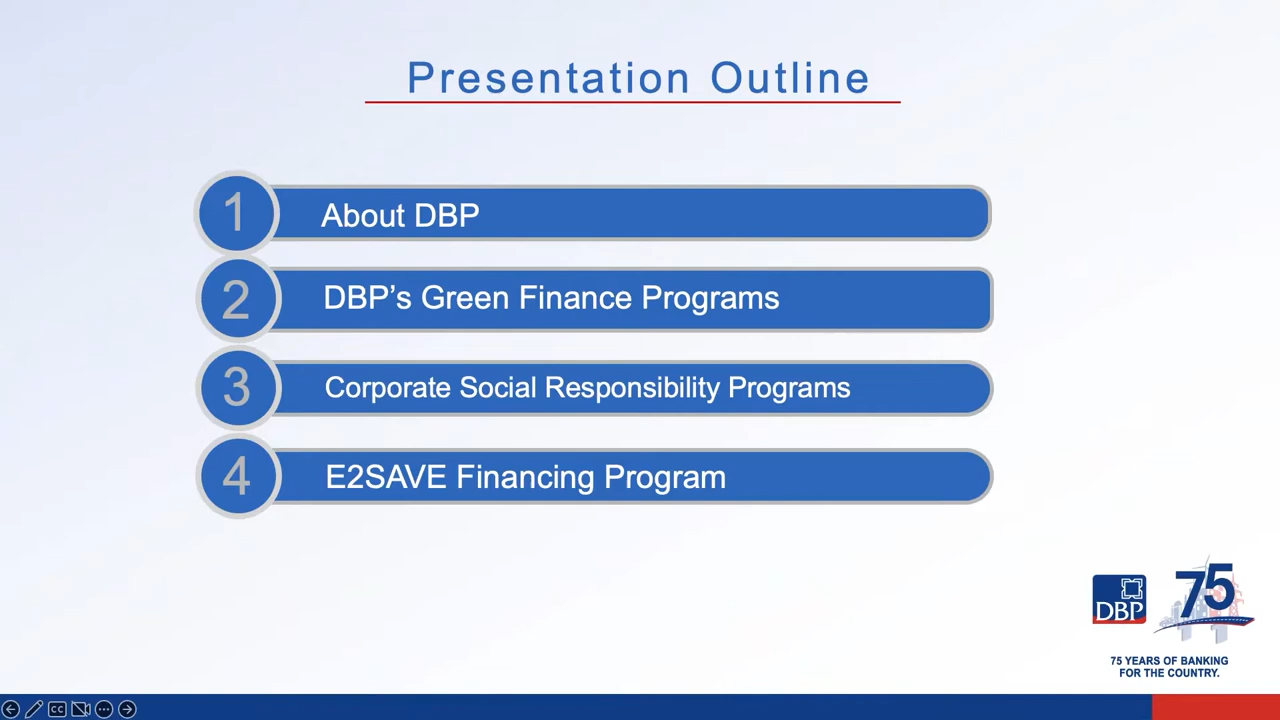 Presentation Outline
1
About DBP
2
DBP’s Green Finance Programs
3
Corporate Social Responsibility Programs
4
E2SAVE Financing Program
DBP
75
75 YEARS OF BANKING
FOR THE COUNTRY.
CC